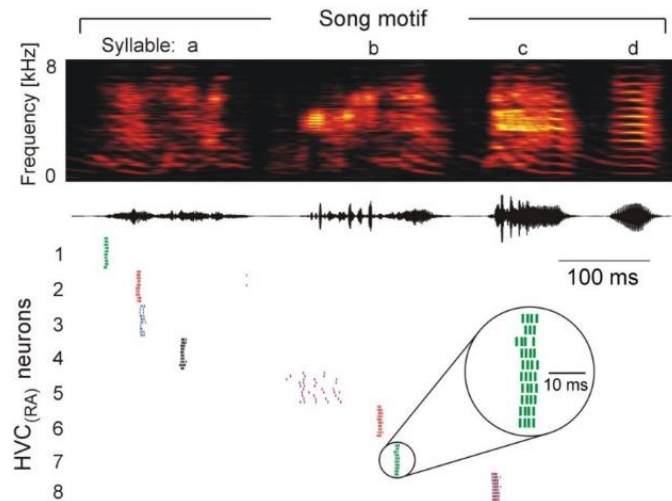 Song motif
Syllable: a b c d
Frequency [kHz]
8
0
100 ms
HVC(RA) neurons
1
2
3
4
5
6
7
8
10 ms